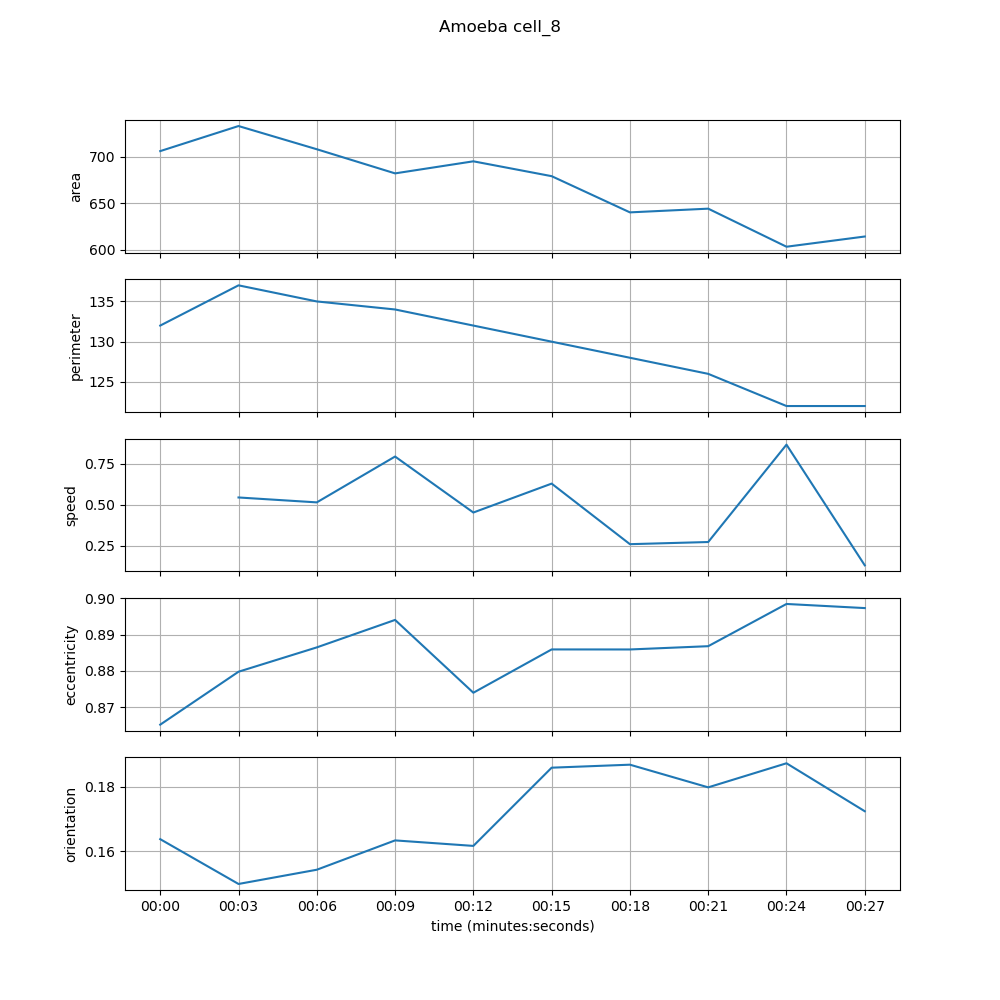 Amoeba cell_8
700
650
600
area
135
130
125
perimeter
0.75
0.50
0.25
speed
0.90
0.89
0.88
0.87
eccentricity
0.18
0.16
orientation
00:00 00:03 00:06 00:09 00:12 00:15 00:18 00:21 00:24 00:27
time (minutes:seconds)